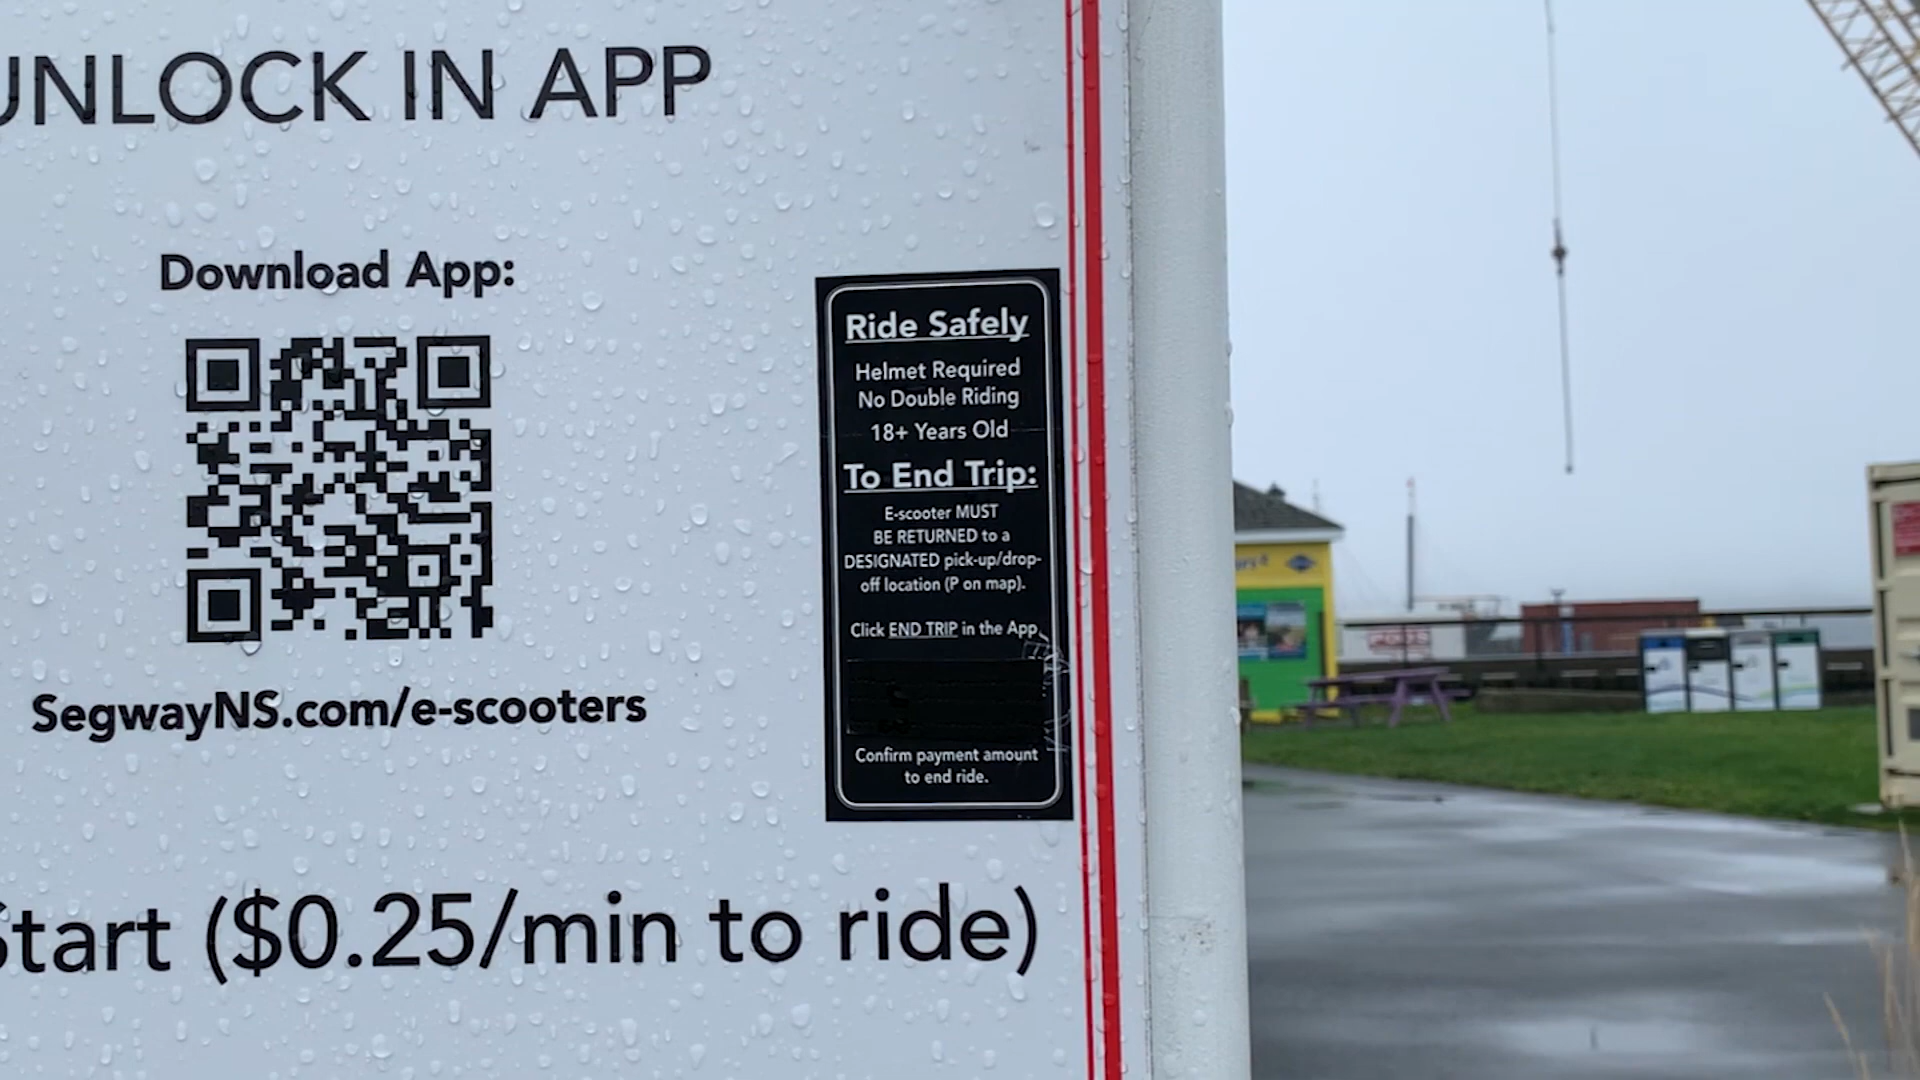 UNLOCK IN APP
Download App:
SegwayNS.com/e-scooters
Ride Safely
Helmet Required
No Double Riding
18+ Years Old
To End Trip:
E-scooter MUST
BE RETURNED to a
DESIGNATED pick-up/drop-
off location (P on map).
Click END TRIP in the App
Confirm payment amount
to end ride.
Start ($0.25/min to ride)